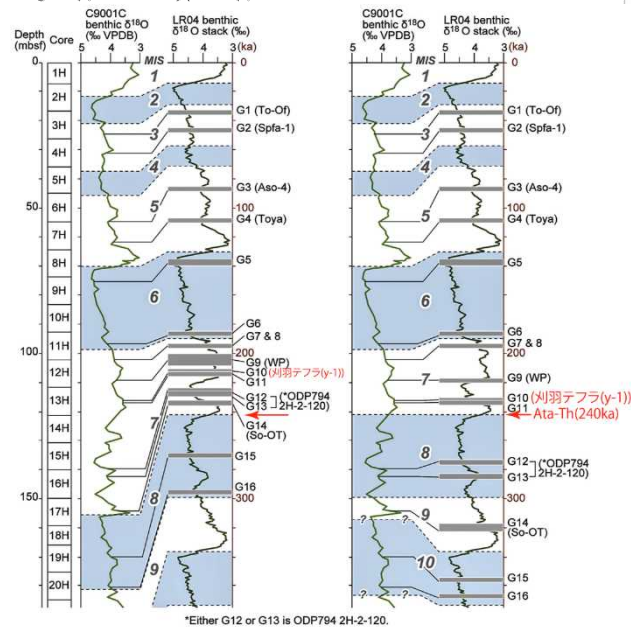 C9001C
benthic δ¹⁸O
(‰ VPDB)
LR04 benthic
δ¹⁸O stack (‰)
C9001C
benthic δ¹⁸O
(‰ VPDB)
LR04 benthic
δ¹⁸O stack (‰)
Depth
(mbsf)
Core
5 4 3
MIS
5 4 3
(ka)
5 4 3
MIS
5 4 3
(ka)
0
50
100
150
1H
2H
3H
4H
5H
6H
7H
8H
9H
10H
11H
12H
13H
14H
15H
16H
17H
18H
19H
20H
1
2
3
4
5
6
7
8
9
0
100
200
300
G1 (To-Of)
G2 (Spfa-1)
G3 (Aso-4)
G4 (Toya)
G5
G6
G7 & 8
G9 (WP)
G10 (刈羽テフラ(y-1))
G11
G12
G13
(*ODP794
2H-2-120)
G14
(So-OT)
G15
G16
1
2
3
4
5
6
7
8
9
10
? ?
? ?
0
100
200
300
G1 (To-Of)
G2 (Spfa-1)
G3 (Aso-4)
G4 (Toya)
G5
G6
G7 & 8
G9 (WP)
G10 (刈羽テフラ(y-1))
G11
Ata-Th(240ka)
G12
G13
(*ODP794
2H-2-120)
G14
(So-OT)
G15
G16
*Either G12 or G13 is ODP794 2H-2-120.